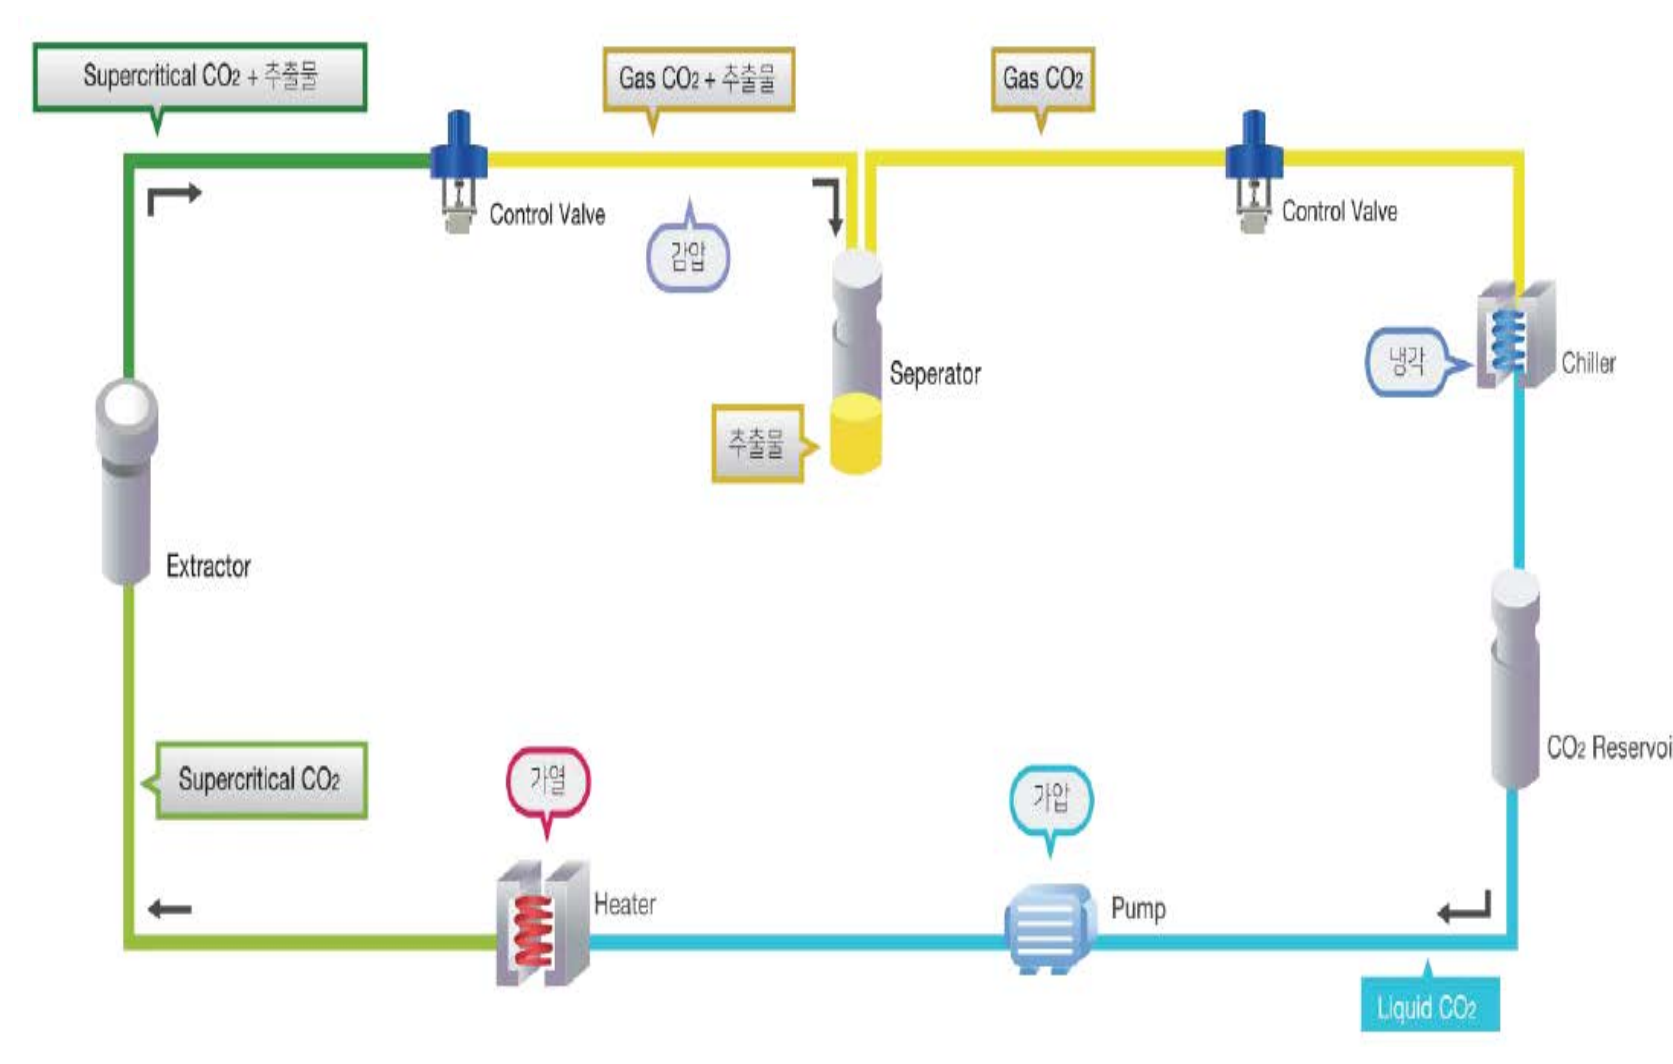 Supercritical CO2 + 추출물
Gas CO2 + 추출물
Gas CO2
Control Valve
Control Valve
감압
냉각
Chiller
Seperator
추출물
Extractor
CO2 Reservoi
Supercritical CO2
가열
가압
Heater
Pump
Liquid CO2